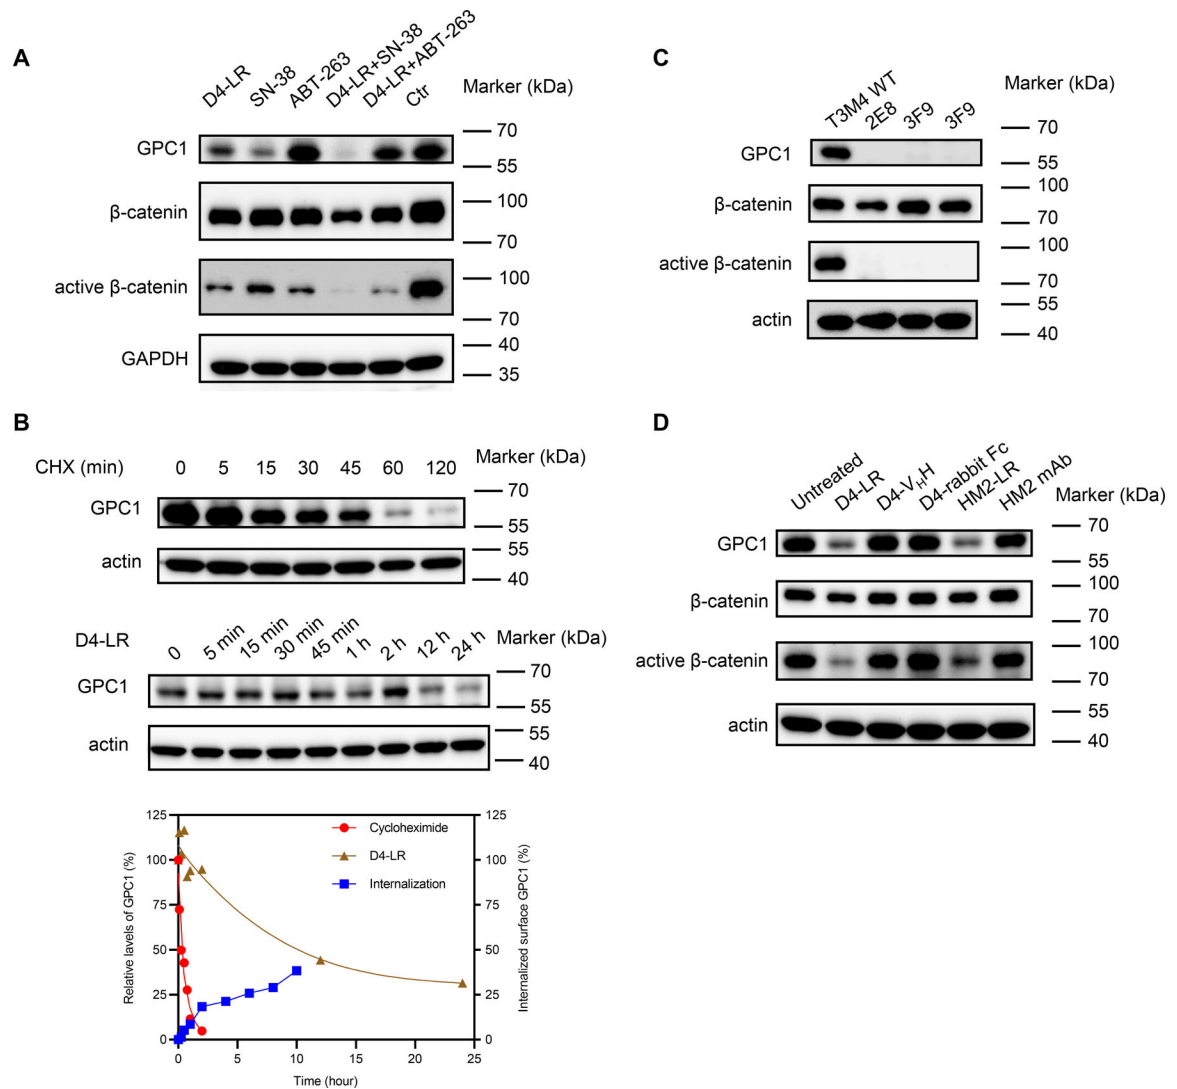 A
D4-LR
SN-38
ABT-263
D4-LR+SN-38
D4-LR+ABT-263
Ctr
Marker (kDa)
GPC1
70
55
β-catenin
100
70
active β-catenin
100
70
GAPDH
40
35
B
CHX (min) 0 5 15 30 45 60 120 Marker (kDa)
GPC1
70
55
actin
55
40
D4-LR 0 5 min 15 min 30 min 45 min 1 h 2 h 12 h 24 h Marker (kDa)
GPC1
70
55
actin
55
40
Relative lavels of GPC1 (%)
125
100
75
50
25
0
Cycloheximide
D4-LR
Internalization
125
100
75
50
25
0
Internalized surface GPC1 (%)
0 5 10 15 20 25
Time (hour)
C
T3M4 WT
2E8
3F9
3F9
Marker (kDa)
GPC1
70
55
β-catenin
100
70
active β-catenin
100
70
actin
55
40
D
Untreated
D4-LR
D4-VHH
D4-rabbit Fc
HM2-LR
HM2 mAb
Marker (kDa)
GPC1
70
55
β-catenin
100
70
active β-catenin
100
70
actin
55
40